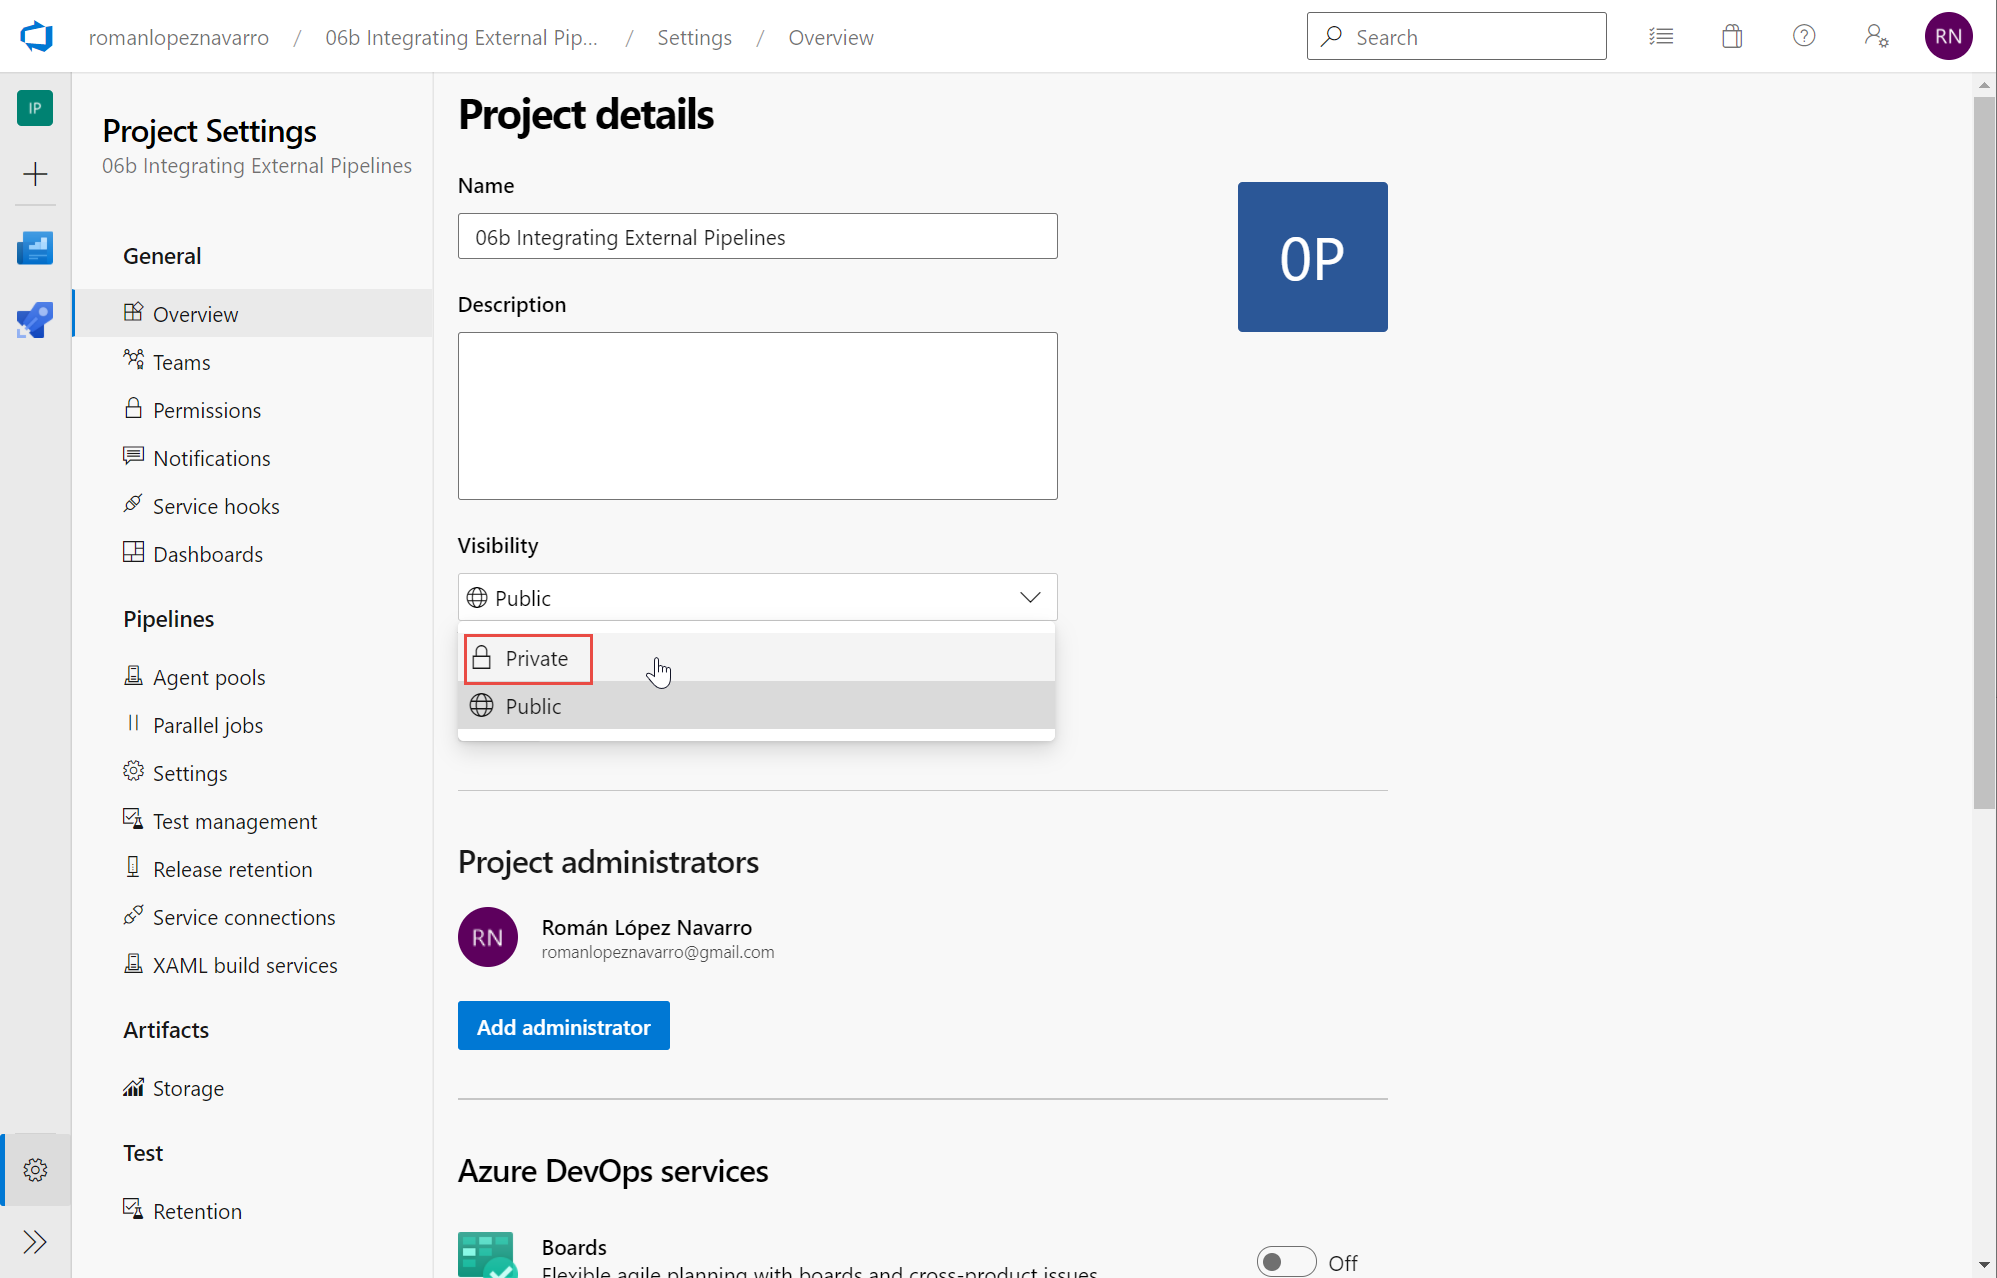 romanlopeznavarro / 06b Integrating External Pip... / Settings / Overview
Search
RN
IP
Project Settings
06b Integrating External Pipelines
General
Overview
Teams
Permissions
Notifications
Service hooks
Dashboards
Pipelines
Agent pools
Parallel jobs
Settings
Test management
Release retention
Service connections
XAML build services
Artifacts
Storage
Test
Retention
Project details
Name
06b Integrating External Pipelines
0P
Description
Visibility
Public
Private
Public
Project administrators
RN
Román López Navarro
romanlopeznavarro@gmail.com
Add administrator
Azure DevOps services
Boards
Flexible agile planning with boards and cross-product issues
Off